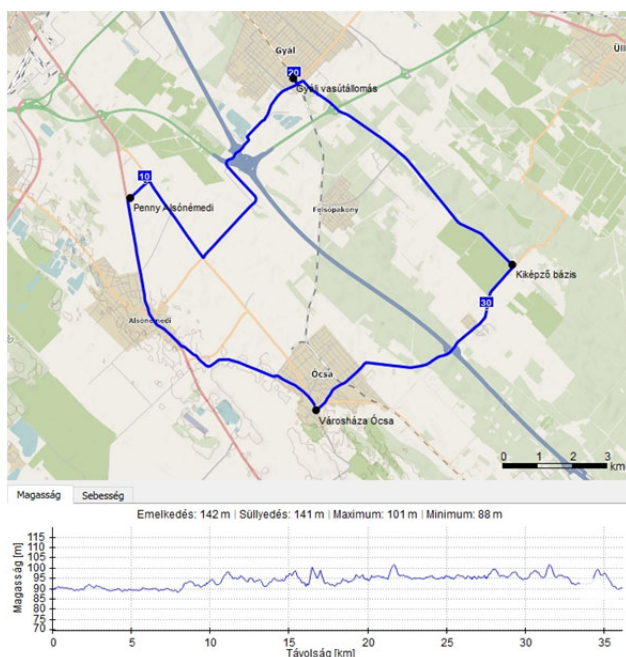 Gyal
Üll
20
Gyáli vasútállomás
10
Penny Alsónémedi
Felsőpakony
Kiképző bázis
30
Alsónémedi
Ócsa
Városháza Ócsa
0 1 2 3
km
Magasság Sebesség
Emelkedés: 142 m | Süllyedés: 141 m | Maximum: 101 m | Minimum: 88 m
Magasság [m]
115
110
105
100
95
90
85
80
75
70
0 5 10 15 20 25 30 35
Távolság [km]